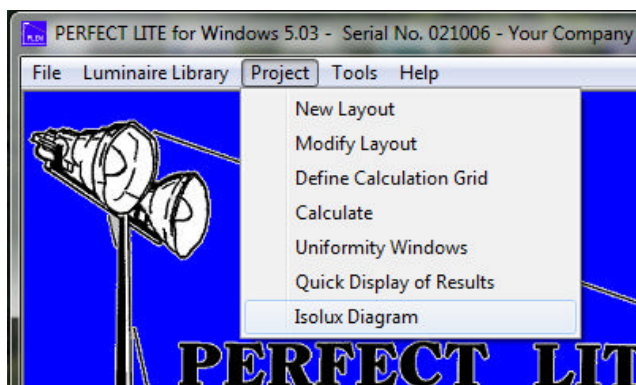 PERFECT LITE for Windows 5.03 - Serial No. 021006 - Your Company
File Luminaire Library Project Tools Help
New Layout
Modify Layout
Define Calculation Grid
Calculate
Uniformity Windows
Quick Display of Results
Isolux Diagram
PERFECT LIT